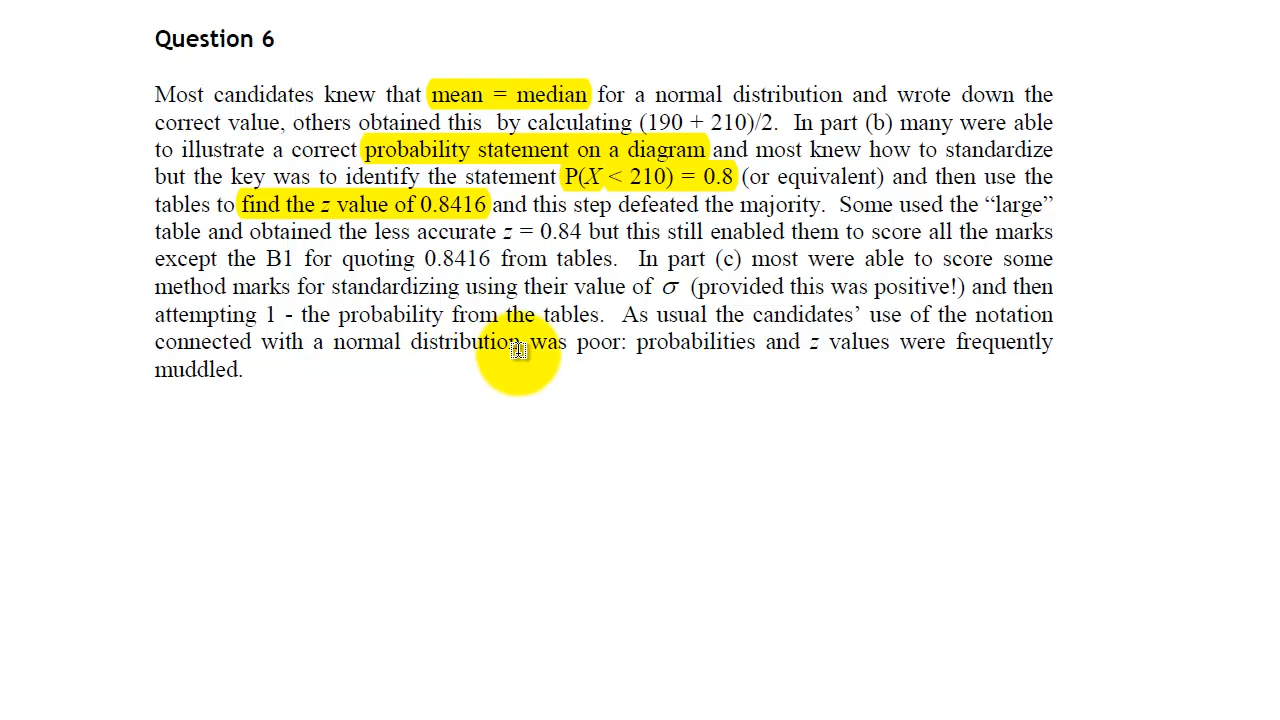 Question 6
Most candidates knew that mean = median for a normal distribution and wrote down the
correct value, others obtained this by calculating (190 + 210)/2. In part (b) many were able
to illustrate a correct probability statement on a diagram and most knew how to standardize
but the key was to identify the statement P(X < 210) = 0.8 (or equivalent) and then use the
tables to find the z value of 0.8416 and this step defeated the majority. Some used the “large”
table and obtained the less accurate z = 0.84 but this still enabled them to score all the marks
except the B1 for quoting 0.8416 from tables. In part (c) most were able to score some
method marks for standardizing using their value of σ (provided this was positive!) and then
attempting 1 - the probability from the tables. As usual the candidates’ use of the notation
connected with a normal distribution was poor: probabilities and z values were frequently
muddled.